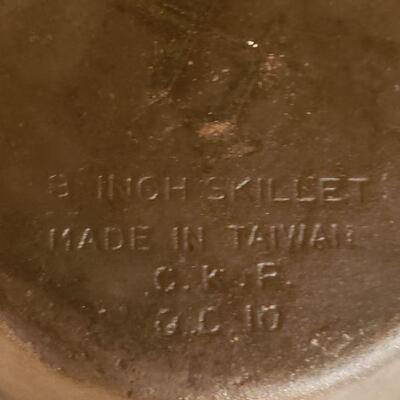 8 INCH SKILLET
MADE IN TAIWAN
C. K. F.
Q.C. 10